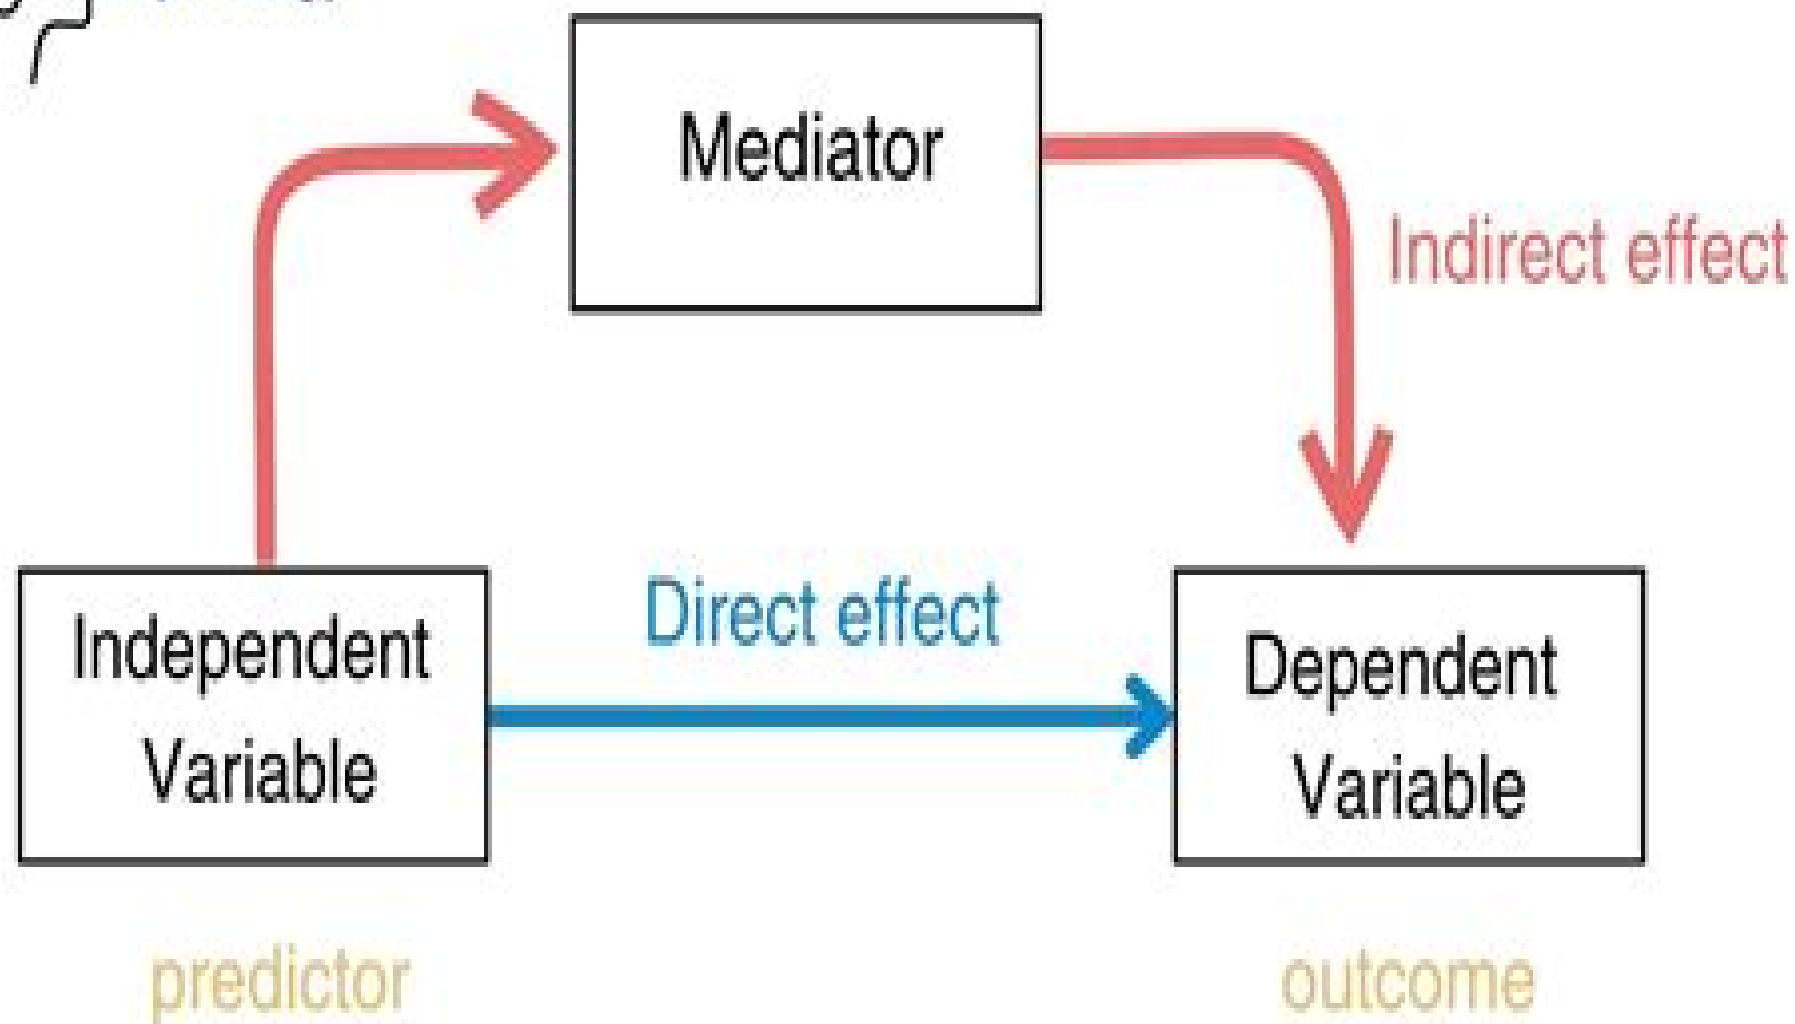 Mediator
Indirect effect
Direct effect
Independent
Variable
Dependent
Variable
predictor
outcome